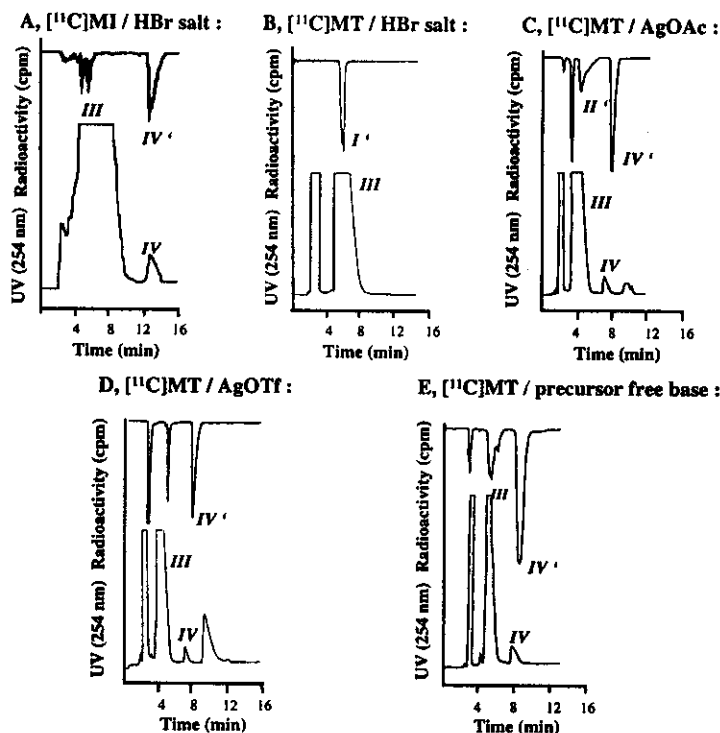 A, [¹¹C]MI / HBr salt :
UV (254 nm) Radioactivity (cpm)
III
IV ‘
IV
4 8 12 16
Time (min)
B, [¹¹C]MT / HBr salt :
UV (254 nm) Radioactivity (cpm)
I ‘
III
4 8 12 16
Time (min)
C, [¹¹C]MT / AgOAc :
UV (254 nm) Radioactivity (cpm)
II ‘
IV ‘
III
IV
4 8 12 16
Time (min)
D, [¹¹C]MT / AgOTf :
UV (254 nm) Radioactivity (cpm)
IV ‘
III
IV
4 8 12 16
Time (min)
E, [¹¹C]MT / precursor free base :
UV (254 nm) Radioactivity (cpm)
III
IV ‘
IV
4 8 12 16
Time (min)